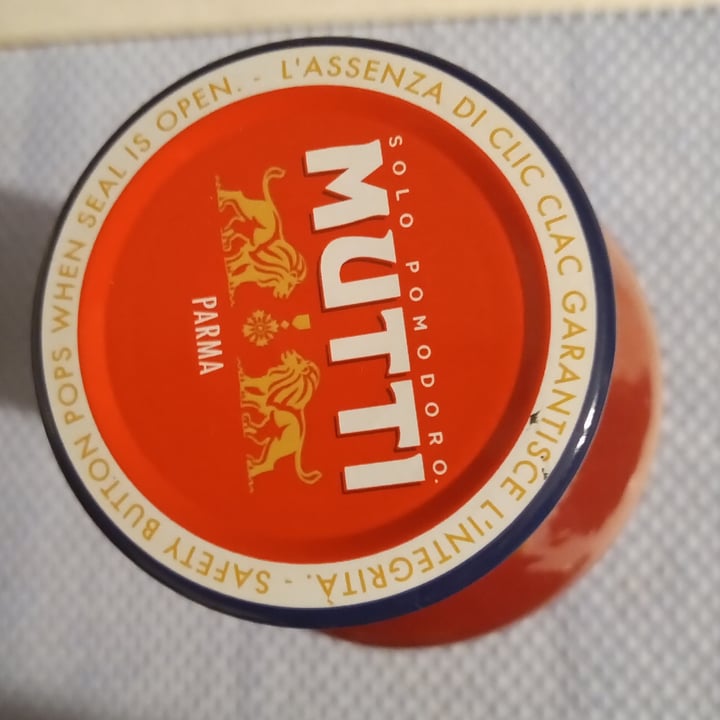 SOLO POMODORO.
MUTTI
PARMA
L'ASSENZA DI CLIC CLAC GARANTISCE L'INTEGRITÀ. - SAFETY BUTTON POPS WHEN SEAL IS OPEN. -